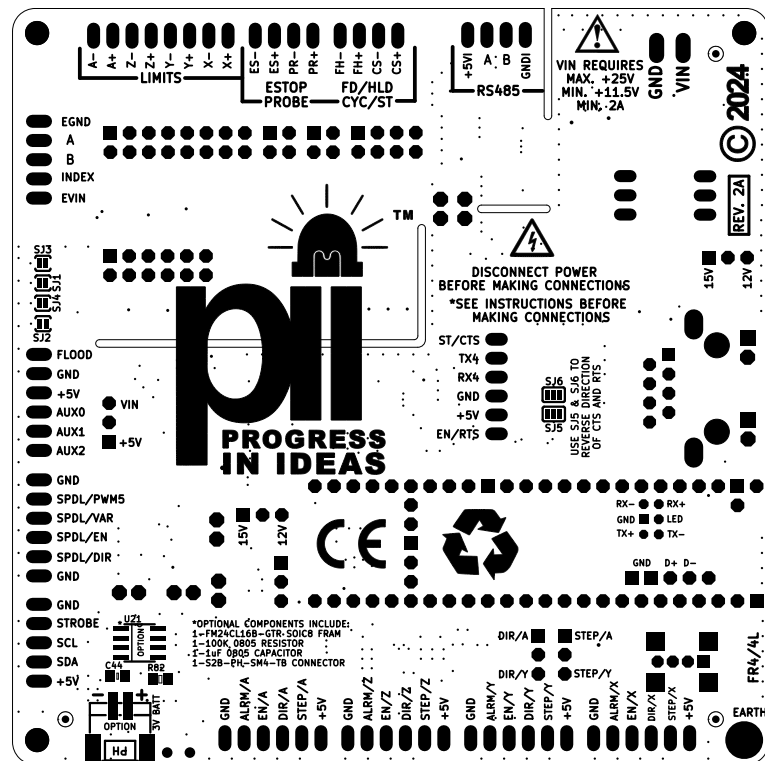 A- A+ Z- Z+ Y- Y+ X- X+
LIMITS
ES- ES+ PR- PR+
ESTOP
PROBE
FH- FH+ CS- CS+
FD/HLD
CYC/ST
+5VI A B GNDI
RS485
VIN REQUIRES
MAX. +25V
MIN. +11.5V
MIN. 2A
GND VIN
© 2024
REV. 2A
EGND
A
B
INDEX
EVIN
TM
DISCONNECT POWER
BEFORE MAKING CONNECTIONS
*SEE INSTRUCTIONS BEFORE
MAKING CONNECTIONS
15V 12V
SJ3
SJ1
SJ4
SJ2
pii
PROGRESS
IN IDEAS
FLOOD
GND
+5V
AUX0
AUX1
AUX2
VIN
+5V
ST/CTS
TX4
RX4
GND
+5V
EN/RTS
SJ6
SJ5
USE SJ5 & SJ6 TO
REVERSE DIRECTION
OF CTS AND RTS
GND
SPDL/PWM5
SPDL/VAR
SPDL/EN
SPDL/DIR
GND
15V 12V
CE
RX- RX+
GND LED
TX+ TX-
GND D+ D-
GND
STROBE
SCL
SDA
+5V
UZ1
OPTION
C44
R82
*OPTIONAL COMPONENTS INCLUDE:
1-FM24CL16B-GTR SOIC8 FRAM
1-100K 0805 RESISTOR
1-1uF 0805 CAPACITOR
1-S2B-PH-SM4-TB CONNECTOR
- +
OPTION
3V BATT
PH
DIR/A STEP/A
DIR/Y STEP/Y
FR4/4L
EARTH
GND ALRM/A EN/A DIR/A STEP/A +5V
GND ALRM/Z EN/Z DIR/Z STEP/Z +5V
GND ALRM/Y EN/Y DIR/Y STEP/Y +5V
GND ALRM/X EN/X DIR/X STEP/X +5V